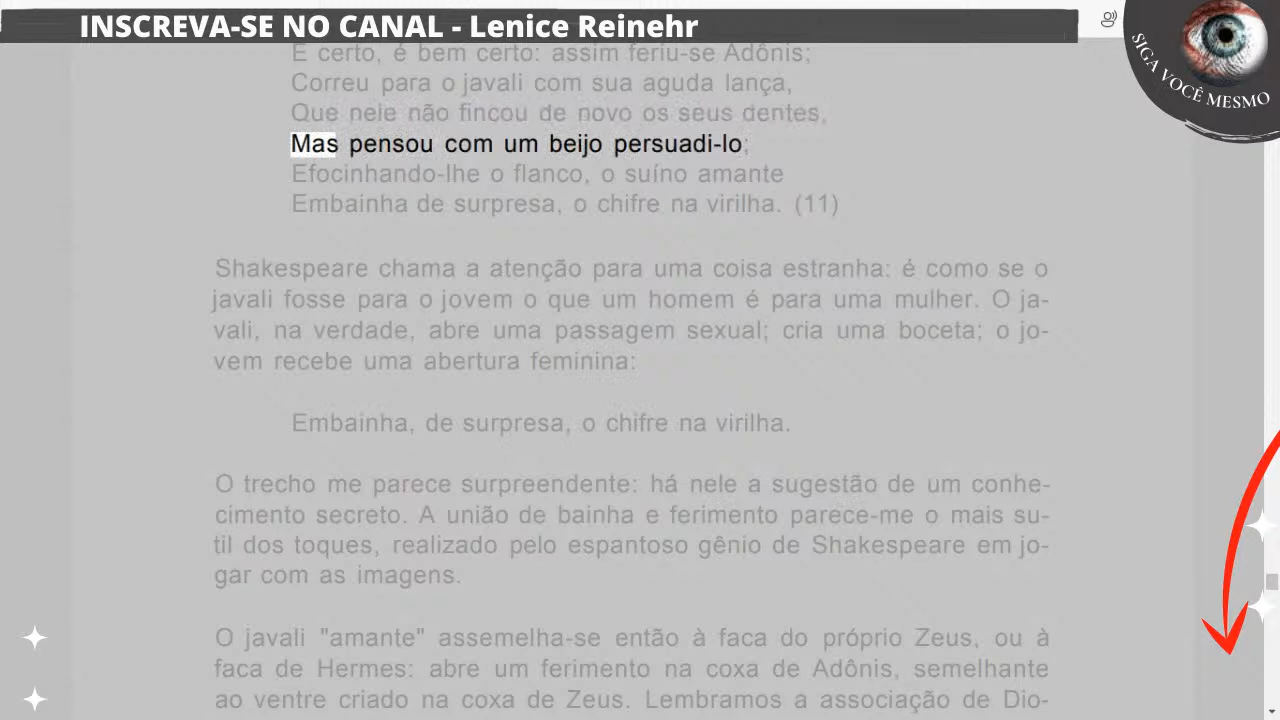 INSCREVA-SE NO CANAL - Lenice Reinehr
SIGA VOCÊ MESMO
É certo, é bem certo: assim feriu-se Adônis;
Correu para o javali com sua aguda lança,
Que nele não fincou de novo os seus dentes,
Mas pensou com um beijo persuadi-lo;
Efocinhando-lhe o flanco, o suíno amante
Embainha de surpresa, o chifre na virilha. (11)
Shakespeare chama a atenção para uma coisa estranha: é como se o
javali fosse para o jovem o que um homem é para uma mulher. O ja-
vali, na verdade, abre uma passagem sexual; cria uma boceta; o jo-
vem recebe uma abertura feminina:
Embainha, de surpresa, o chifre na virilha.
O trecho me parece surpreendente: há nele a sugestão de um conhe-
cimento secreto. A união de bainha e ferimento parece-me o mais su-
til dos toques, realizado pelo espantoso gênio de Shakespeare em jo-
gar com as imagens.
O javali "amante" assemelha-se então à faca do próprio Zeus, ou à
faca de Hermes: abre um ferimento na coxa de Adônis, semelhante
ao ventre criado na coxa de Zeus. Lembramos a associação de Dio-